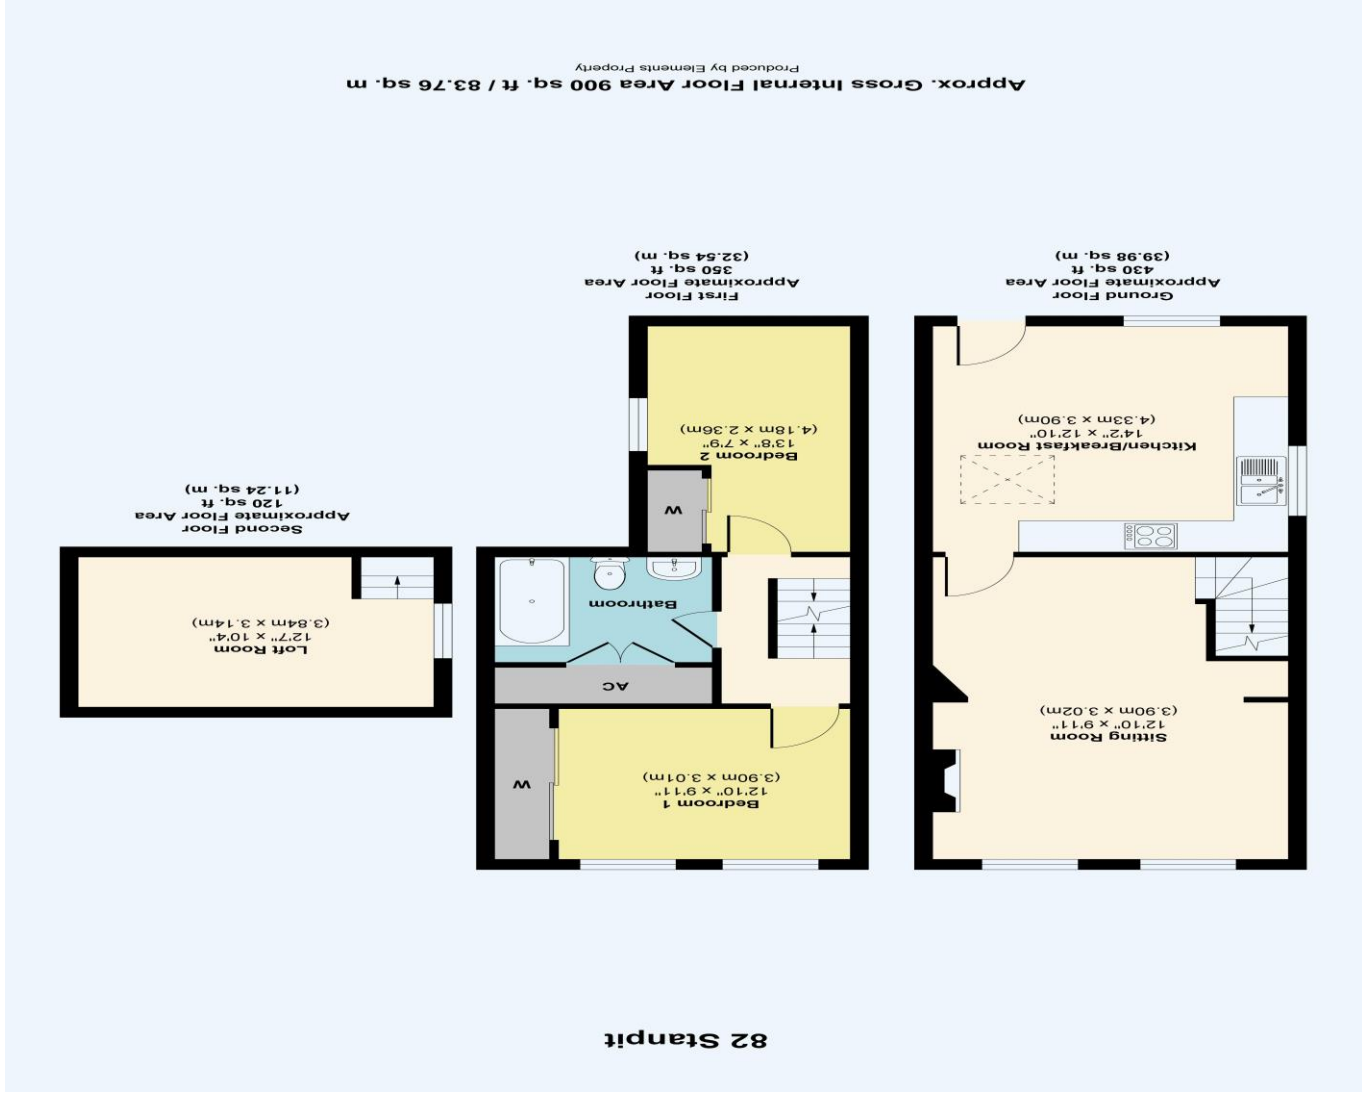 82 Stanpit
Sitting Room
12'10" x 9'11"
(3.90m x 3.02m)
Kitchen/Breakfast Room
14'2" x 12'10"
(4.33m x 3.90m)
Ground Floor
Approximate Floor Area
430 sq. ft
(39.98 sq. m)
Bedroom 1
12'10" x 9'11"
(3.90m x 3.01m)
W
AC
Bathroom
W
Bedroom 2
13'8" x 7'9"
(4.18m x 2.36m)
First Floor
Approximate Floor Area
350 sq. ft
(32.54 sq. m)
Loft Room
12'7" x 10'4"
(3.84m x 3.14m)
Second Floor
Approximate Floor Area
120 sq. ft
(11.24 sq. m)
Approx. Gross Internal Floor Area 900 sq. ft / 83.76 sq. m
Produced by Elements Property